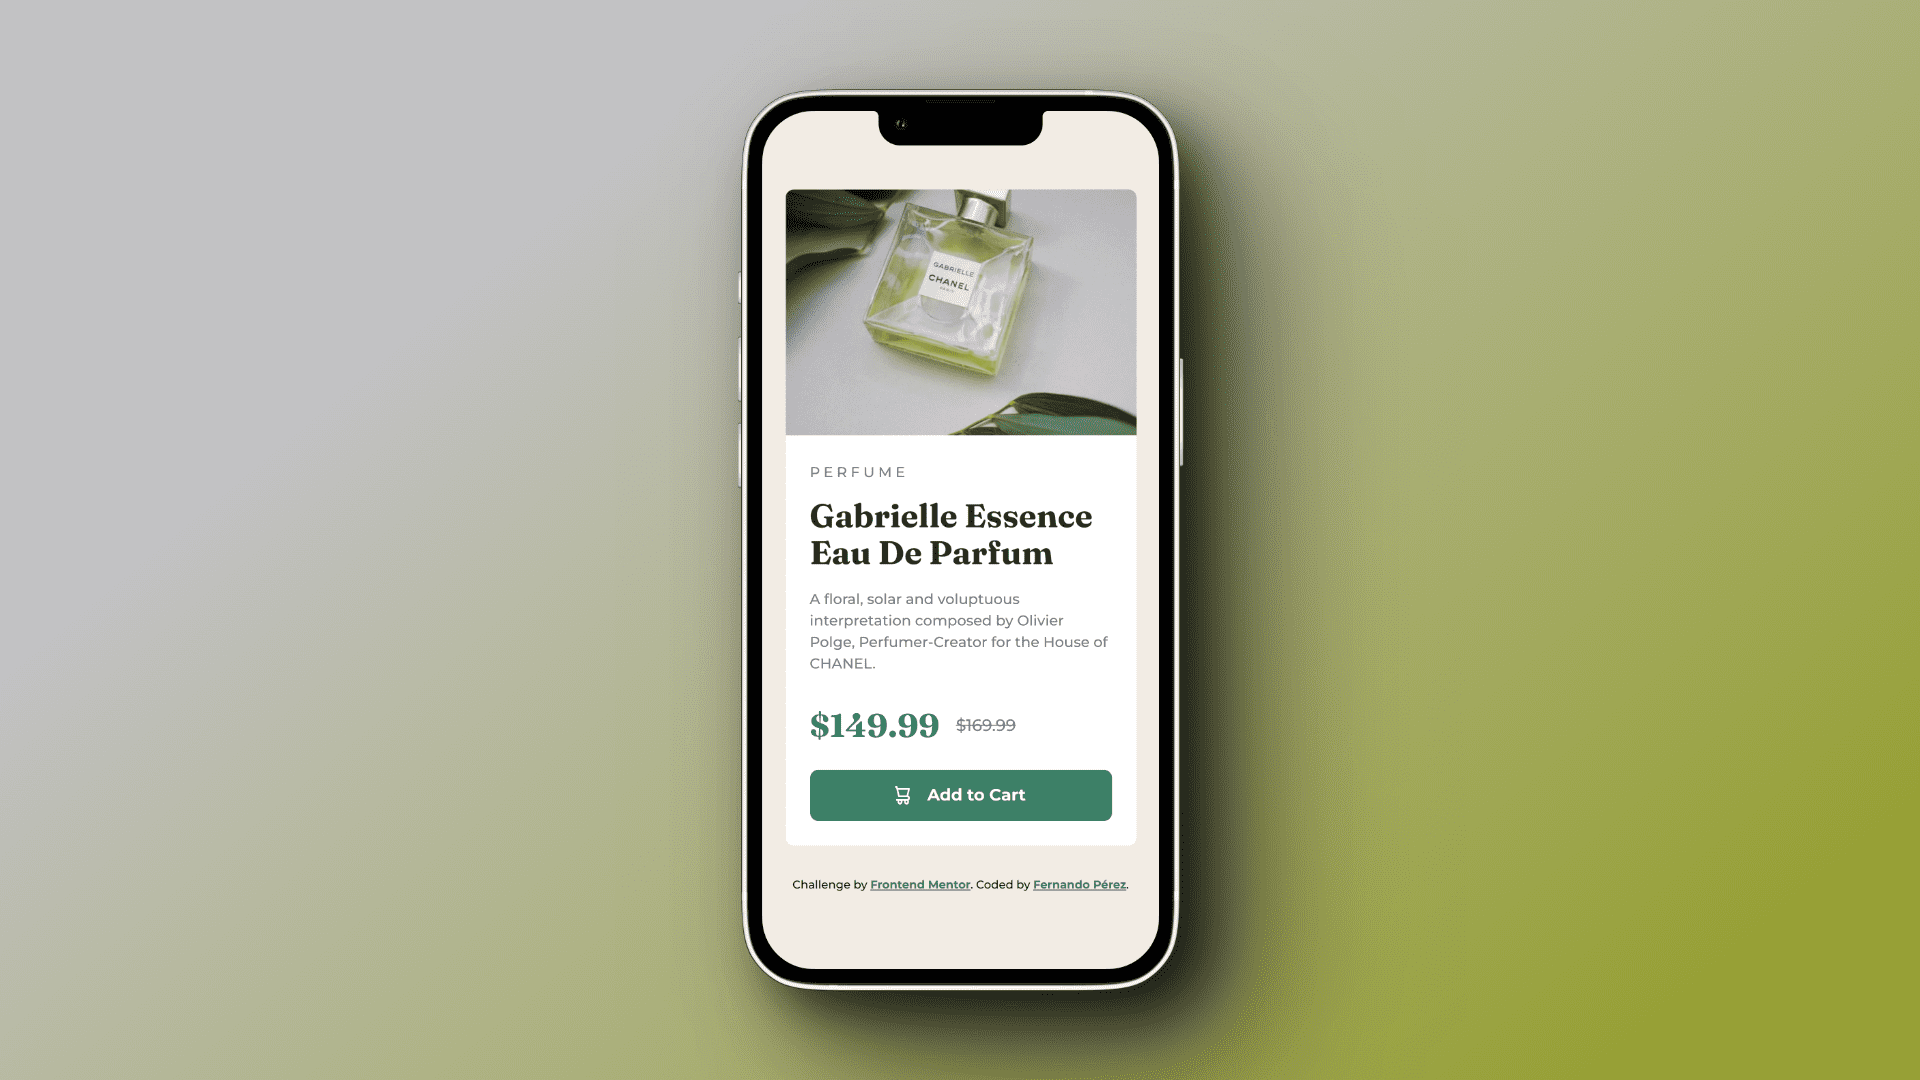 GABRIELLE
CHANEL
PARIS
PERFUME
Gabrielle Essence
Eau De Parfum
A floral, solar and voluptuous
interpretation composed by Olivier
Polge, Perfumer-Creator for the House of
CHANEL.
$149.99 $169.99
Add to Cart
Challenge by Frontend Mentor. Coded by Fernando Pérez.